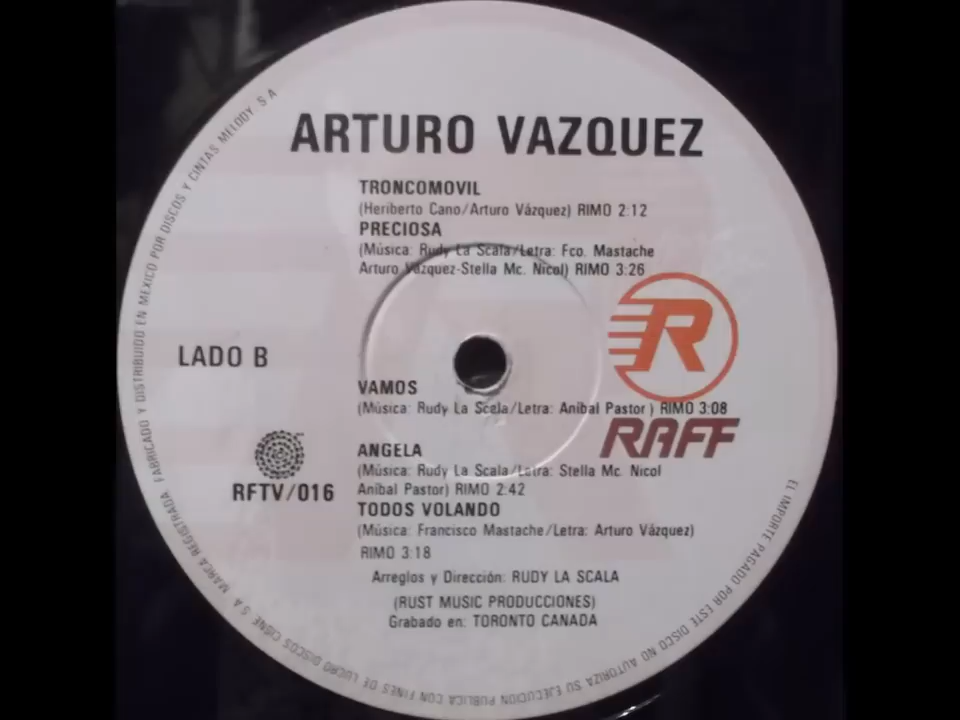 ARTURO VAZQUEZ
TRONCOMOVIL
(Heriberto Cano/Arturo Vázquez) RIMO 2:12
PRECIOSA
(Música: Rudy La Scala/Letra: Fco. Mastache
Arturo Vázquez-Stella Mc. Nicol) RIMO 3:26
R
RAFF
LADO B
VAMOS
(Música: Rudy La Scala/Letra: Aníbal Pastor) RIMO 3:08
ANGELA
(Música: Rudy La Scala/Letra: Stella Mc. Nicol
Aníbal Pastor) RIMO 2:42
RFTV/016
TODOS VOLANDO
(Música: Francisco Mastache/Letra: Arturo Vázquez)
RIMO 3:18
Arreglos y Dirección: RUDY LA SCALA
(RUST MUSIC PRODUCCIONES)
Grabado en: TORONTO CANADA
FABRICADO Y DISTRIBUIDO EN MEXICO POR DISCOS Y CINTAS MELODY, S A
EL IMPORTE PAGADO POR ESTE DISCO NO AUTORIZA SU EJECUCION PUBLICA CON FINES DE LUCRO DISCOS CISNE, S.A. MARCA REGISTRADA